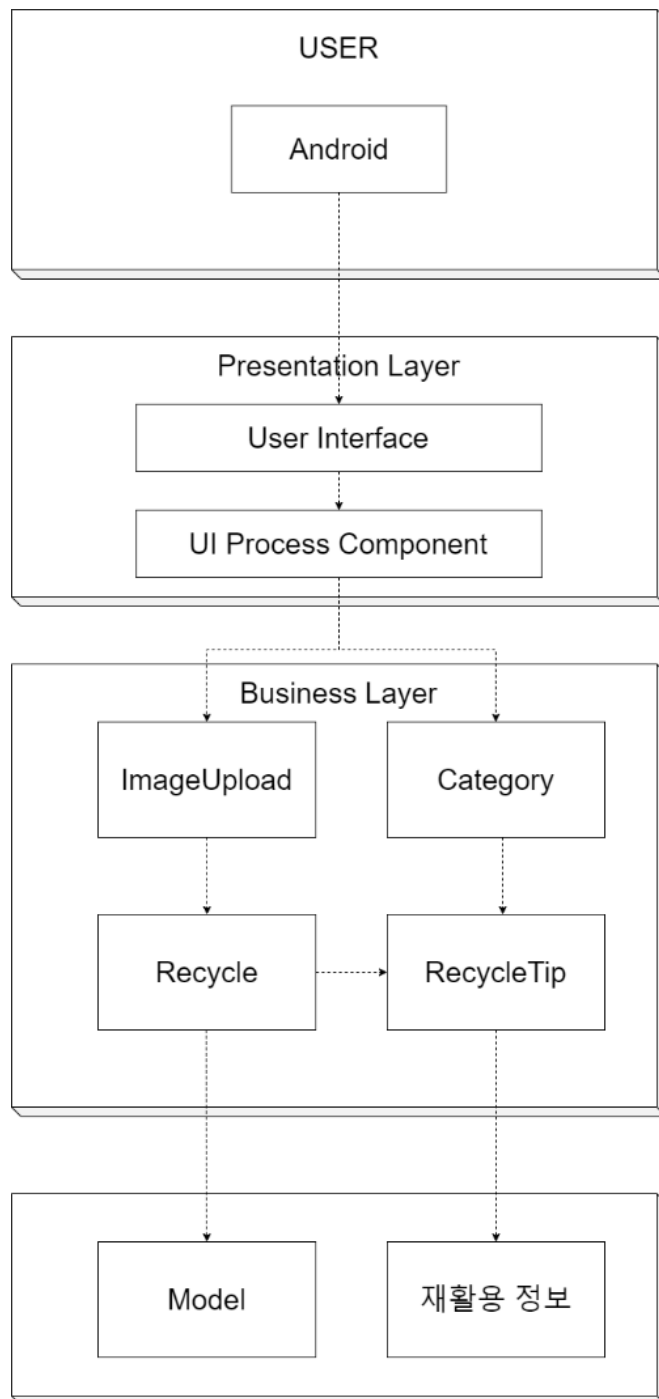 USER
Android
Presentation Layer
User Interface
UI Process Component
Business Layer
ImageUpload
Category
Recycle
RecycleTip
Model
재활용 정보